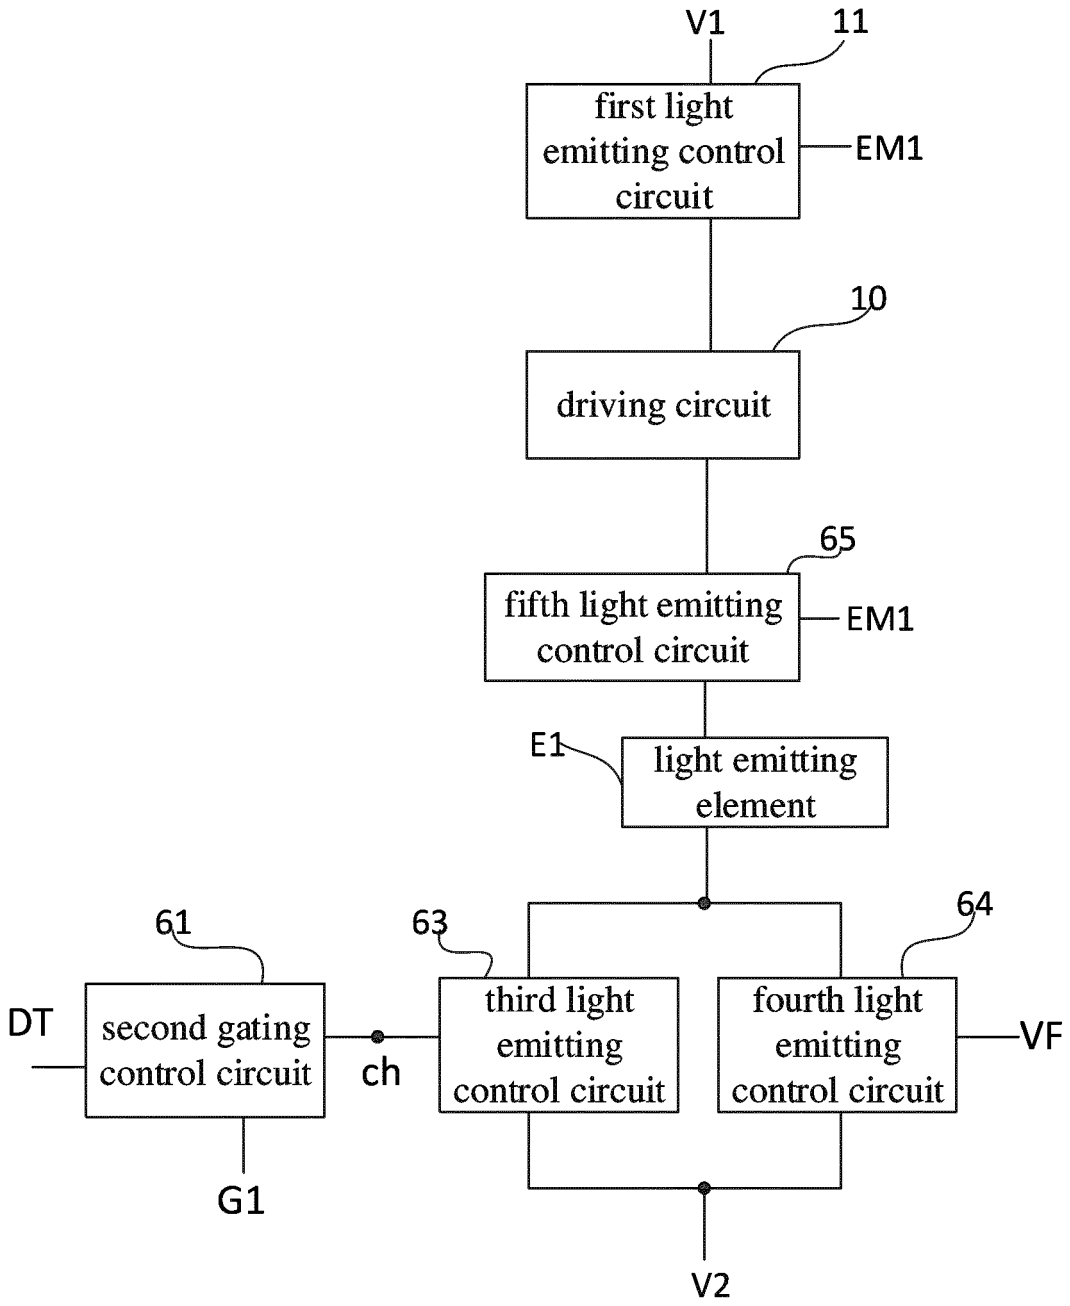 V1
11
first light
emitting control
circuit
EM1
10
driving circuit
65
fifth light emitting
control circuit
EM1
E1
light emitting
element
61
63
64
DT
second gating
control circuit
ch
third light
emitting
control circuit
fourth light
emitting
control circuit
VF
G1
V2